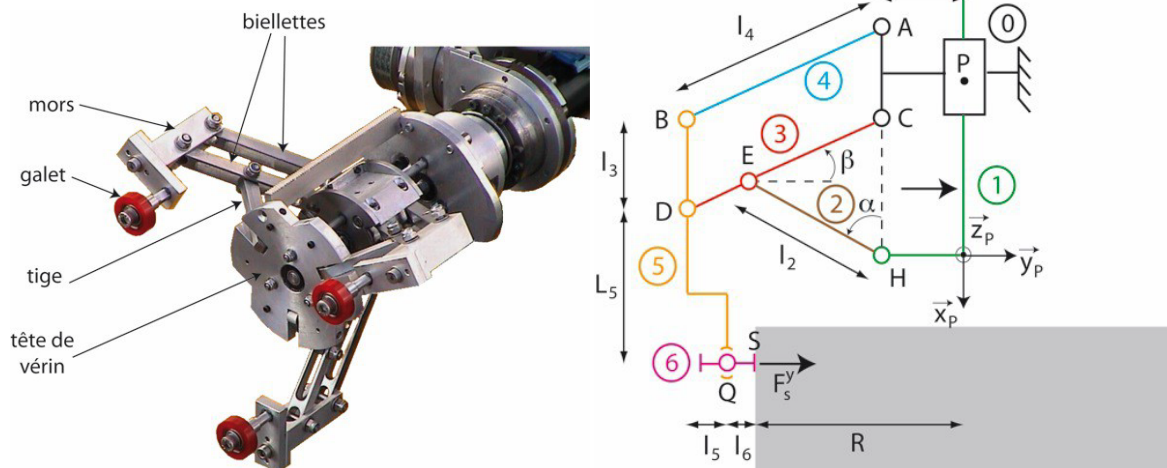 biellettes
mors
galet
tige
tête de
vérin
l4
A
0
P
4
B
C
3
E
β
l3
1
2
α
D
zP
l2
yP
H
5
L5
xP
6
S
Fsy
Q
l5
l6
R